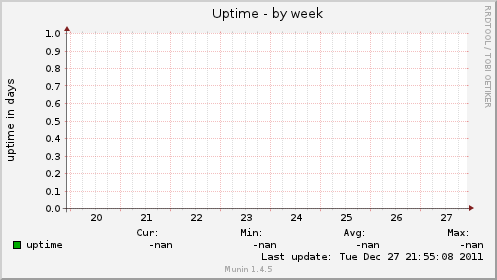 Uptime - by week
RRDTOOL / TOBI OETIKER
uptime in days
1.0
0.9
0.8
0.7
0.6
0.5
0.4
0.3
0.2
0.1
0.0
20 21 22 23 24 25 26 27
Cur: Min: Avg: Max:
uptime -nan -nan -nan -nan
Last update: Tue Dec 27 21:55:08 2011
Munin 1.4.5